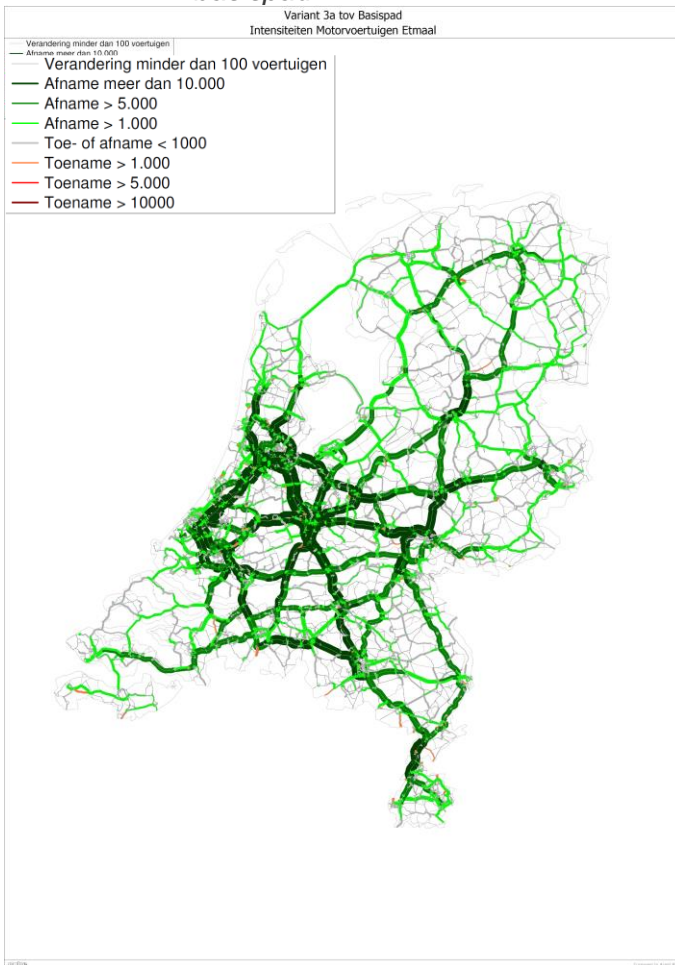 Variant 3a tov Basispad
Intensiteiten Motorvoertuigen Etmaal
Verandering minder dan 100 voertuigen
Afname meer dan 10.000
Verandering minder dan 100 voertuigen
Afname meer dan 10.000
Afname > 5.000
Afname > 1.000
Toe- of afname < 1000
Toename > 1.000
Toename > 5.000
Toename > 10000